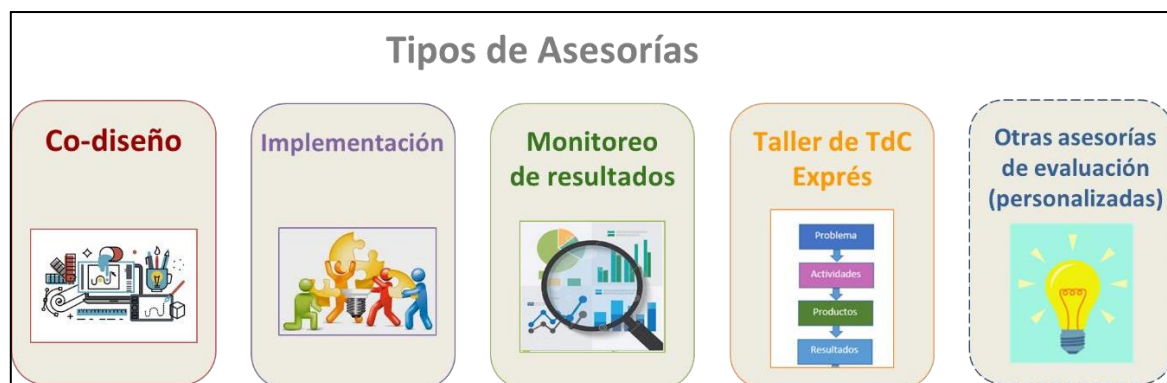 Tipos de Asesorías
Co-diseño
Implementación
Monitoreo
de resultados
Taller de TdC
Exprés
Problema
Actividades
Productos
Resultados
Otras asesorías
de evaluación
(personalizadas)